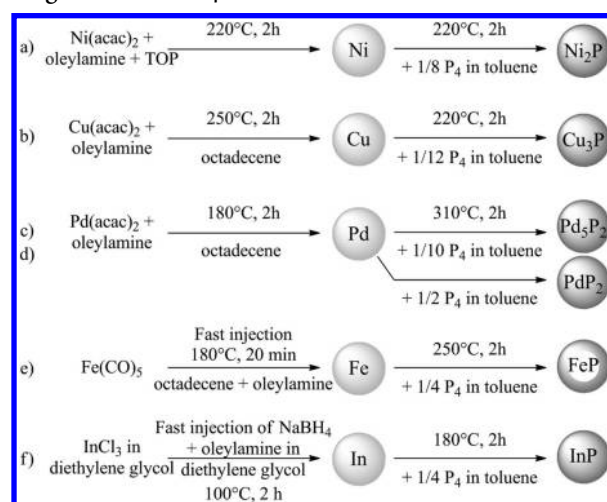 a) Ni(acac)₂ + oleylamine + TOP 220°C, 2h Ni 220°C, 2h + 1/8 P₄ in toluene Ni₂P
b) Cu(acac)₂ + oleylamine 250°C, 2h octadecene Cu 220°C, 2h + 1/12 P₄ in toluene Cu₃P
c) d) Pd(acac)₂ + oleylamine 180°C, 2h octadecene Pd 310°C, 2h + 1/10 P₄ in toluene Pd₅P₂
+ 1/2 P₄ in toluene PdP₂
e) Fe(CO)₅ Fast injection 180°C, 20 min octadecene + oleylamine Fe 250°C, 2h + 1/4 P₄ in toluene FeP
f) InCl₃ in diethylene glycol Fast injection of NaBH₄ + oleylamine in diethylene glycol 100°C, 2 h In 180°C, 2h + 1/4 P₄ in toluene InP